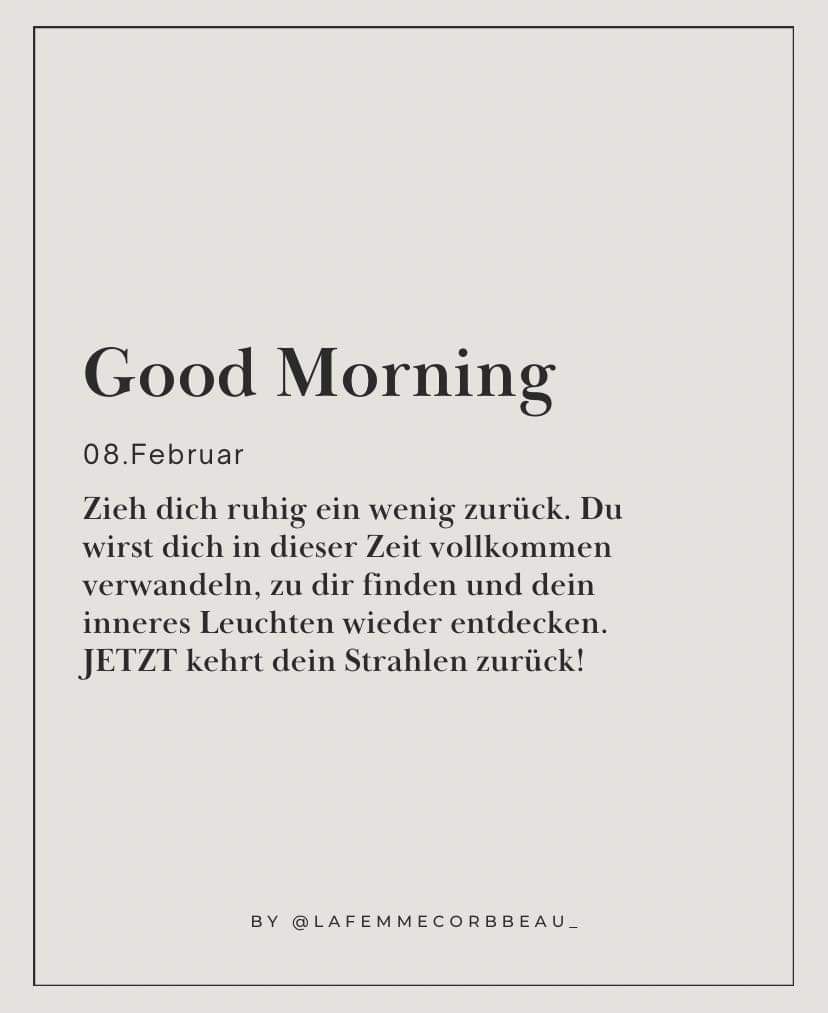 Good Morning
08.Februar
Zieh dich ruhig ein wenig zurück. Du
wirst dich in dieser Zeit vollkommen
verwandeln, zu dir finden und dein
inneres Leuchten wieder entdecken.
JETZT kehrt dein Strahlen zurück!
BY @LAFEMMECORBBEAU_